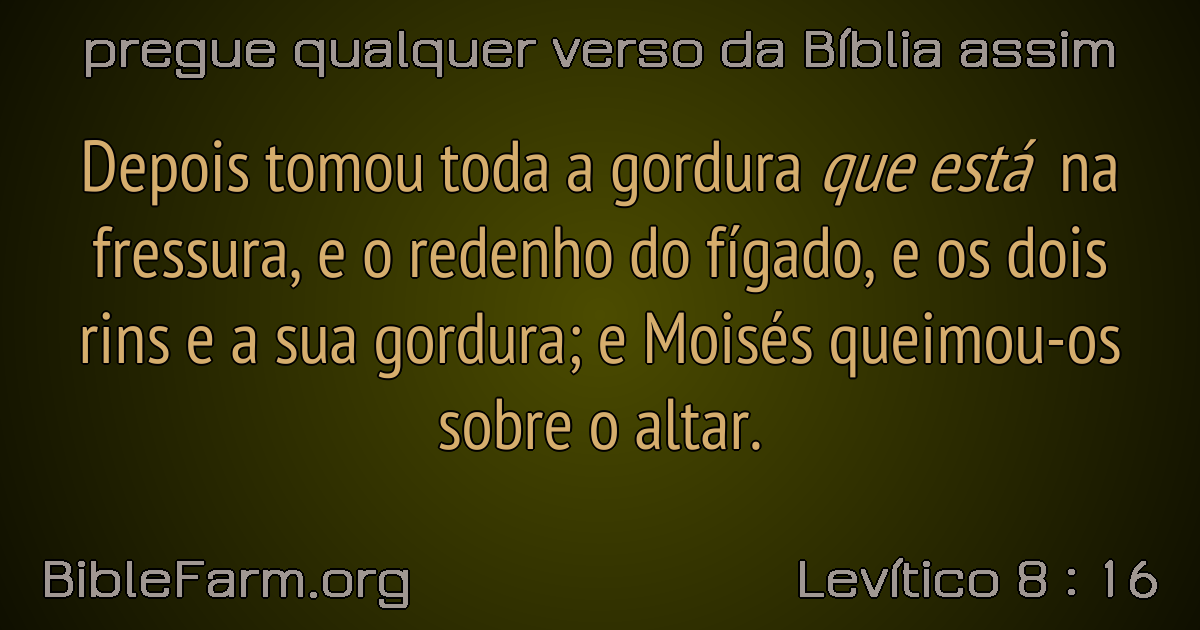 pregue qualquer verso da Bíblia assim
Depois tomou toda a gordura que está na
fressura, e o redenho do fígado, e os dois
rins e a sua gordura; e Moisés queimou-os
sobre o altar.
BibleFarm.org
Levítico 8 : 16